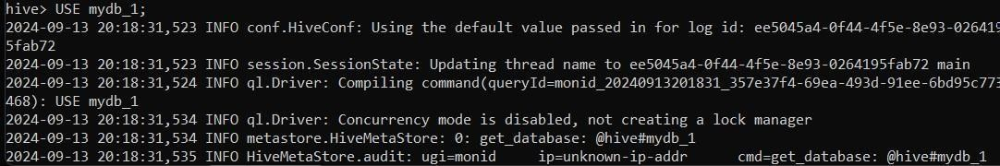 hive> USE mydb_1;
2024-09-13 20:18:31,523 INFO conf.HiveConf: Using the default value passed in for log id: ee5045a4-0f44-4f5e-8e93-026419
5fab72
2024-09-13 20:18:31,523 INFO session.SessionState: Updating thread name to ee5045a4-0f44-4f5e-8e93-0264195fab72 main
2024-09-13 20:18:31,524 INFO ql.Driver: Compiling command(queryId=monid_20240913201831_357e37f4-69ea-493d-91ee-6bd95c773
468): USE mydb_1
2024-09-13 20:18:31,534 INFO ql.Driver: Concurrency mode is disabled, not creating a lock manager
2024-09-13 20:18:31,534 INFO metastore.HiveMetaStore: 0: get_database: @hive#mydb_1
2024-09-13 20:18:31,535 INFO HiveMetaStore.audit: ugi=monid ip=unknown-ip-addr cmd=get_database: @hive#mydb_1